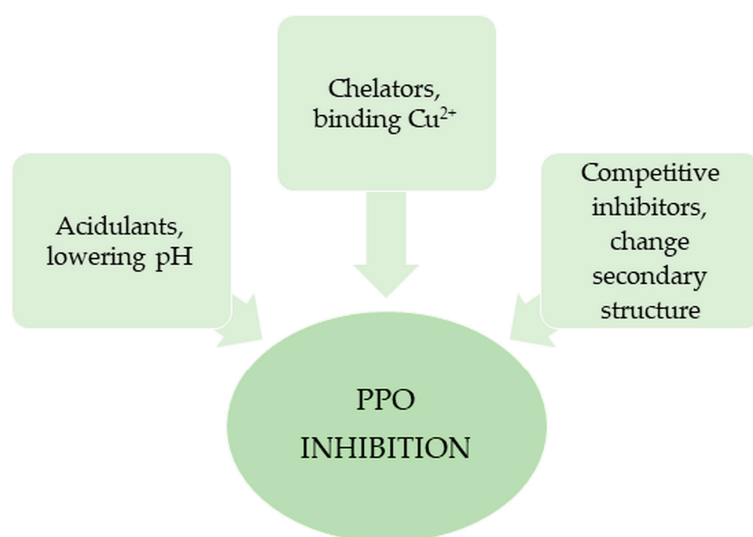 Chelators,
binding Cu²⁺
Acidulants,
lowering pH
Competitive
inhibitors,
change
secondary
structure
PPO
INHIBITION